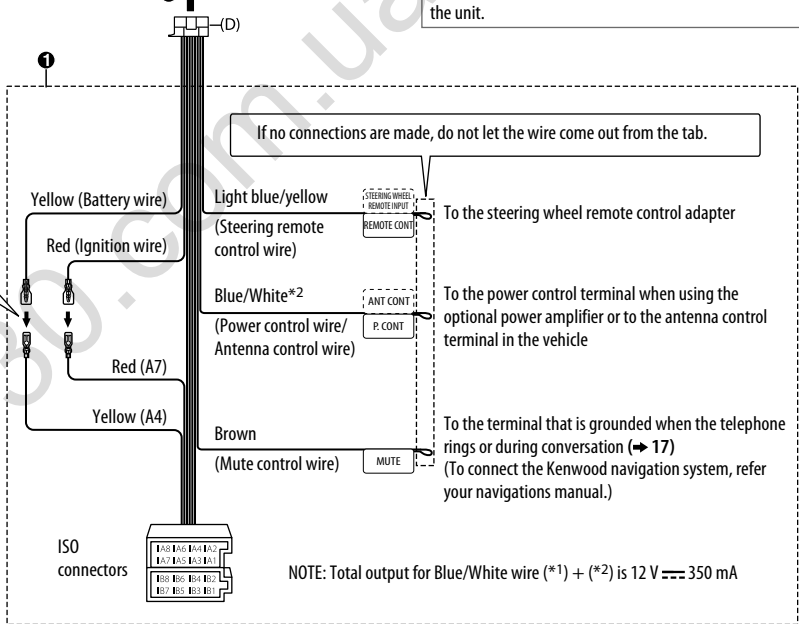 the unit.
(D)
1
If no connections are made, do not let the wire come out from the tab.
Yellow (Battery wire)
Light blue/yellow
(Steering remote
control wire)
STEERING WHEEL
REMOTE INPUT
REMOTE CONT
To the steering wheel remote control adapter
Red (Ignition wire)
Blue/White*2
(Power control wire/
Antenna control wire)
ANT CONT
P. CONT
To the power control terminal when using the
optional power amplifier or to the antenna control
terminal in the vehicle
Red (A7)
Yellow (A4)
Brown
(Mute control wire)
MUTE
To the terminal that is grounded when the telephone
rings or during conversation (➜ 17)
(To connect the Kenwood navigation system, refer
your navigations manual.)
ISO
connectors
A8 A6 A4 A2
A7 A5 A3 A1
B8 B6 B4 B2
B7 B5 B3 B1
NOTE: Total output for Blue/White wire (*1) + (*2) is 12 V ⎓ 350 mA
30.com.ua